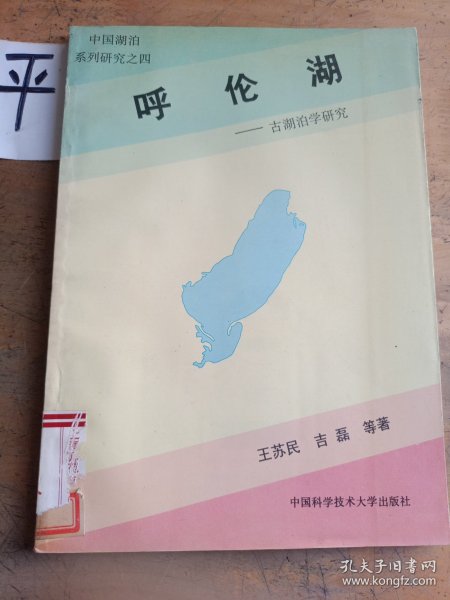 平
中国湖泊
系列研究之四
呼伦湖
——古湖泊学研究
王苏民 吉磊 等著
中国科学技术大学出版社
孔夫子旧书网
www.kongfz.com